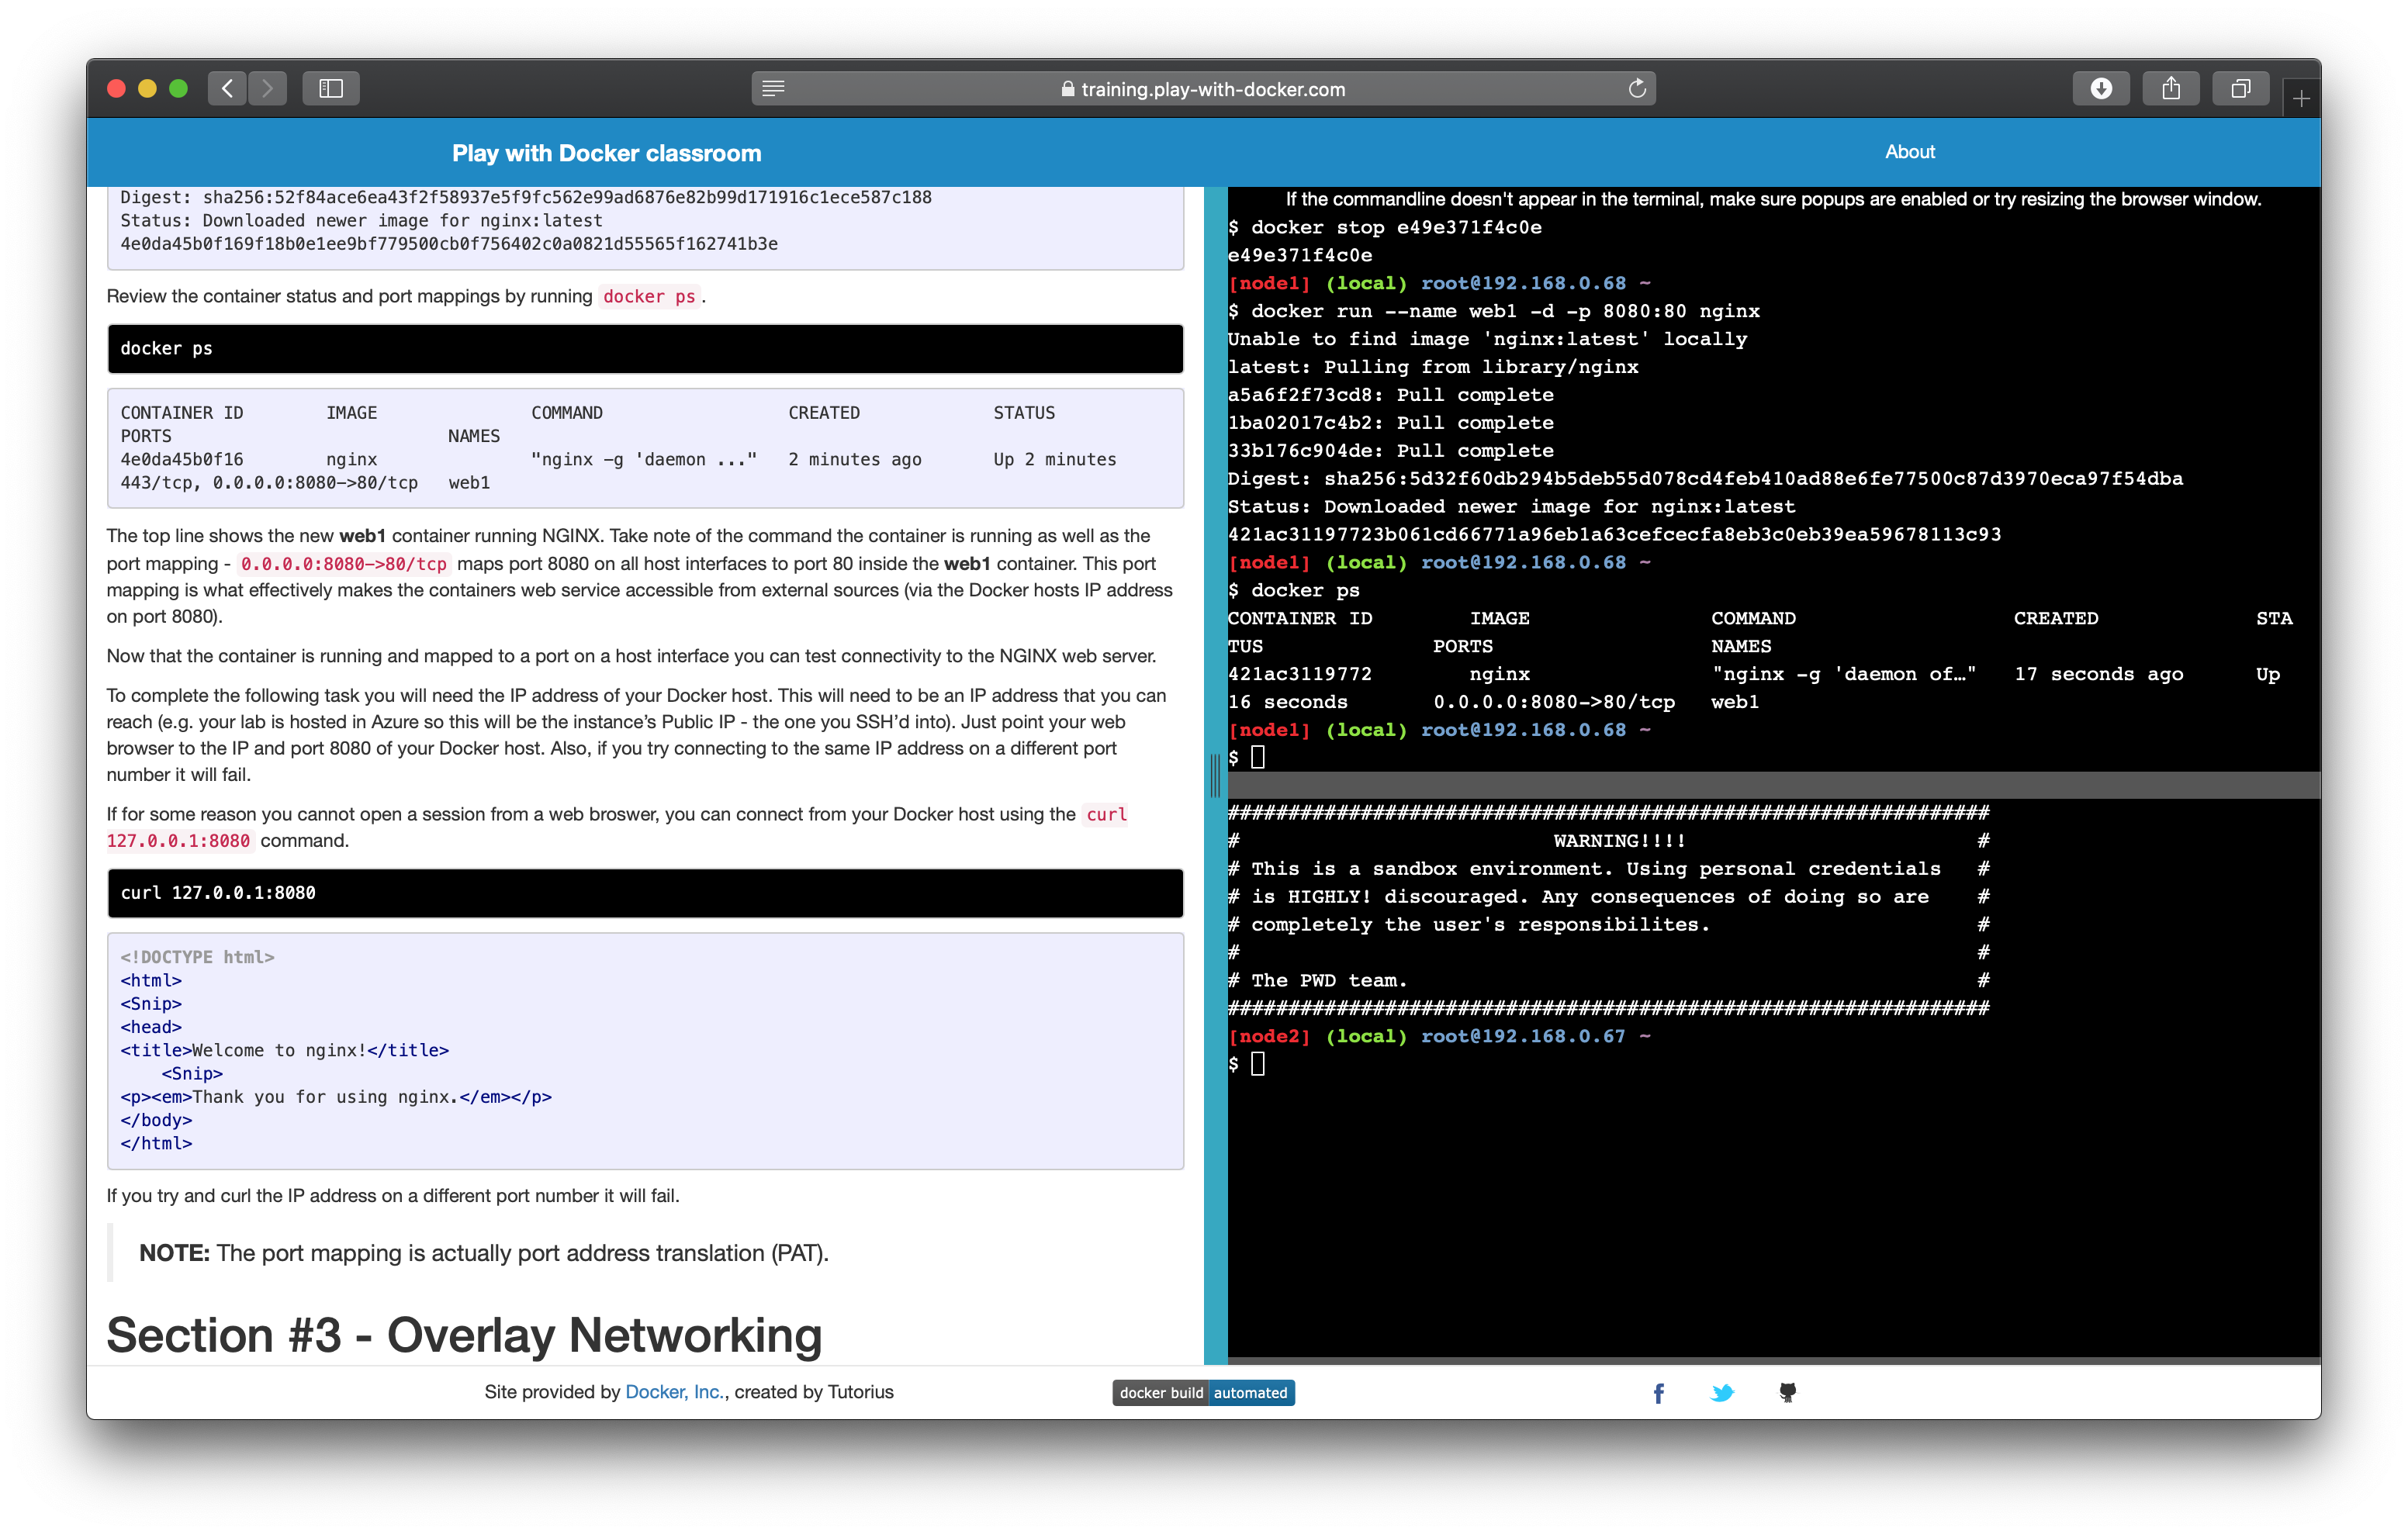 training.play-with-docker.com
Play with Docker classroom
About
Digest: sha256:52f84ace6ea43f2f58937e5f9fc562e99ad6876e82b99d171916c1ece587c188
Status: Downloaded newer image for nginx:latest
4e0da45b0f169f18b0e1ee9bf779500cb0f756402c0a0821d55565f162741b3e
Review the container status and port mappings by running docker ps.
docker ps
CONTAINER ID        IMAGE               COMMAND                  CREATED             STATUS
PORTS                           NAMES
4e0da45b0f16        nginx               "nginx -g 'daemon ..."   2 minutes ago       Up 2 minutes
443/tcp, 0.0.0.0:8080->80/tcp   web1
The top line shows the new web1 container running NGINX. Take note of the command the container is running as well as the
port mapping - 0.0.0.0:8080->80/tcp maps port 8080 on all host interfaces to port 80 inside the web1 container. This port
mapping is what effectively makes the containers web service accessible from external sources (via the Docker hosts IP address
on port 8080).
Now that the container is running and mapped to a port on a host interface you can test connectivity to the NGINX web server.
To complete the following task you will need the IP address of your Docker host. This will need to be an IP address that you can
reach (e.g. your lab is hosted in Azure so this will be the instance’s Public IP - the one you SSH’d into). Just point your web
browser to the IP and port 8080 of your Docker host. Also, if you try connecting to the same IP address on a different port
number it will fail.
If for some reason you cannot open a session from a web broswer, you can connect from your Docker host using the curl
127.0.0.1:8080 command.
curl 127.0.0.1:8080
<!DOCTYPE html>
<html>
<Snip>
<head>
<title>Welcome to nginx!</title>
    <Snip>
<p><em>Thank you for using nginx.</em></p>
</body>
</html>
If you try and curl the IP address on a different port number it will fail.
NOTE: The port mapping is actually port address translation (PAT).
Section #3 - Overlay Networking
If the commandline doesn't appear in the terminal, make sure popups are enabled or try resizing the browser window.
$ docker stop e49e371f4c0e
e49e371f4c0e
[node1] (local) root@192.168.0.68 ~
$ docker run --name web1 -d -p 8080:80 nginx
Unable to find image 'nginx:latest' locally
latest: Pulling from library/nginx
a5a6f2f73cd8: Pull complete
1ba02017c4b2: Pull complete
33b176c904de: Pull complete
Digest: sha256:5d32f60db294b5deb55d078cd4feb410ad88e6fe77500c87d3970eca97f54dba
Status: Downloaded newer image for nginx:latest
421ac31197723b061cd66771a96eb1a63cefcecfa8eb3c0eb39ea59678113c93
[node1] (local) root@192.168.0.68 ~
$ docker ps
CONTAINER ID        IMAGE               COMMAND                  CREATED             STA
TUS              PORTS                  NAMES
421ac3119772        nginx               "nginx -g 'daemon of…"   17 seconds ago      Up
16 seconds       0.0.0.0:8080->80/tcp   web1
[node1] (local) root@192.168.0.68 ~
$
###############################################################
#                          WARNING!!!!                        #
# This is a sandbox environment. Using personal credentials   #
# is HIGHLY! discouraged. Any consequences of doing so are    #
# completely the user's responsibilites.                      #
#                                                             #
# The PWD team.                                               #
###############################################################
[node2] (local) root@192.168.0.67 ~
$
Site provided by Docker, Inc., created by Tutorius
docker build automated